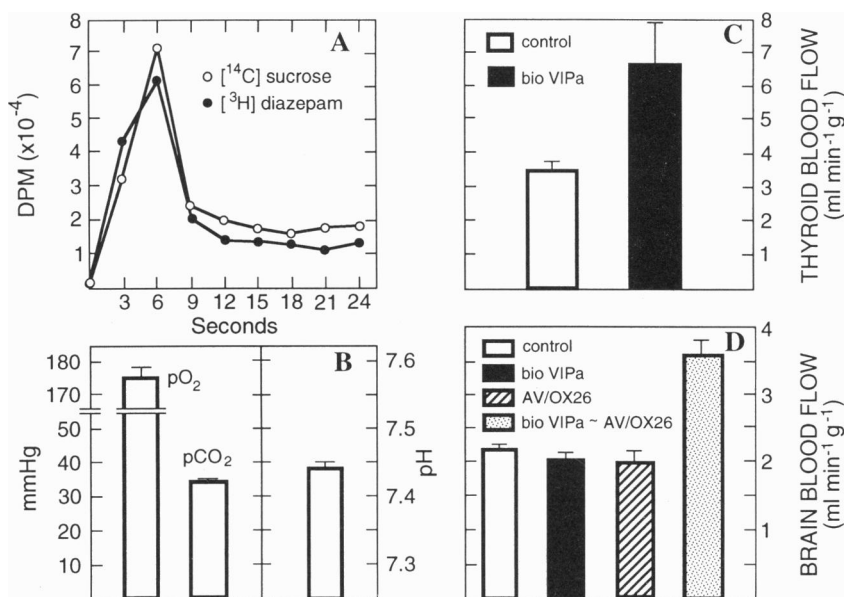 A
8
7
6
5
4
3
2
1
DPM (x10⁻⁴)
[¹⁴C] sucrose
[³H] diazepam
3 6 9 12 15 18 21 24
Seconds
B
180
170
50
40
30
20
10
mmHg
pO₂
pCO₂
7.6
7.45
7.4
7.3
pH
C
control
bio VIPa
8
7
6
5
4
3
2
1
THYROID BLOOD FLOW
(ml min⁻¹ g⁻¹)
D
control
bio VIPa
AV/OX26
bio VIPa ~ AV/OX26
4
3
2
1
BRAIN BLOOD FLOW
(ml min⁻¹ g⁻¹)